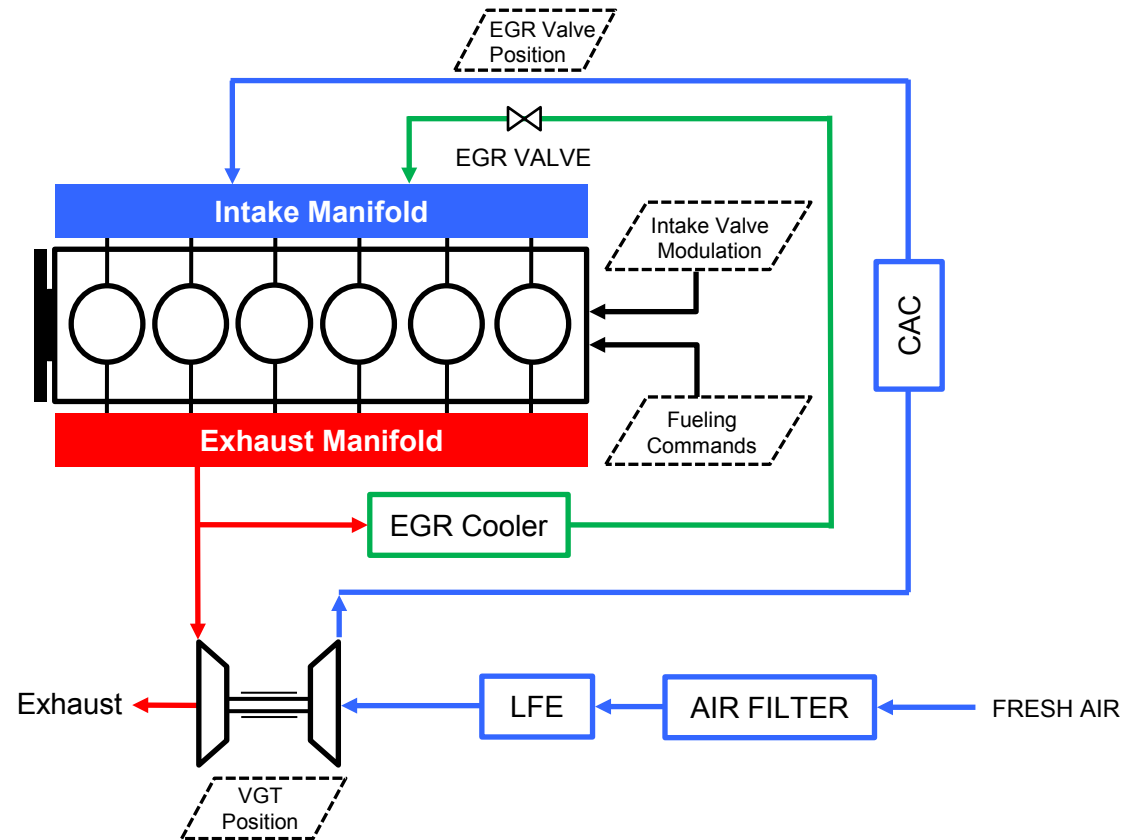 EGR Valve
Position
EGR VALVE
Intake Manifold
Intake Valve
Modulation
CAC
Fueling
Commands
Exhaust Manifold
EGR Cooler
Exhaust
LFE
AIR FILTER
FRESH AIR
VGT
Position